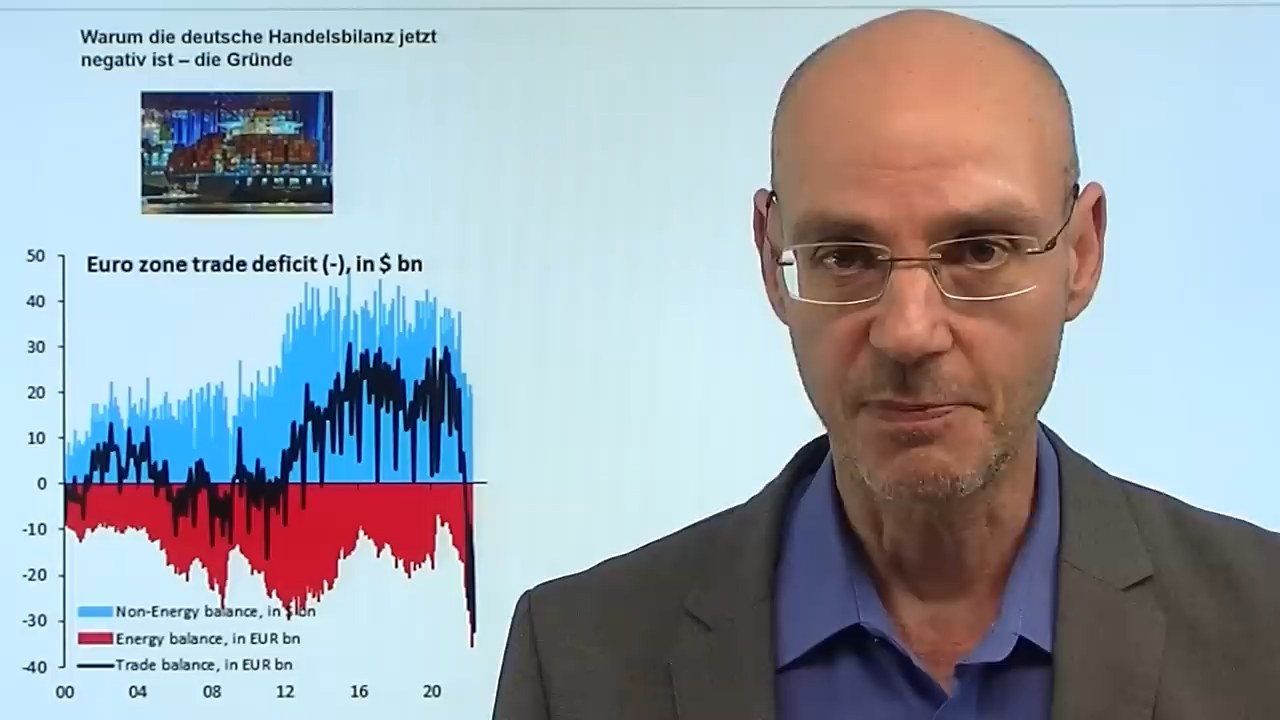 Warum die deutsche Handelsbilanz jetzt
negativ ist – die Gründe
Euro zone trade deficit (-), in $ bn
50
40
30
20
10
0
-10
-20
-30
-40
Non-Energy balance, in $ bn
Energy balance, in EUR bn
Trade balance, in EUR bn
00 04 08 12 16 20